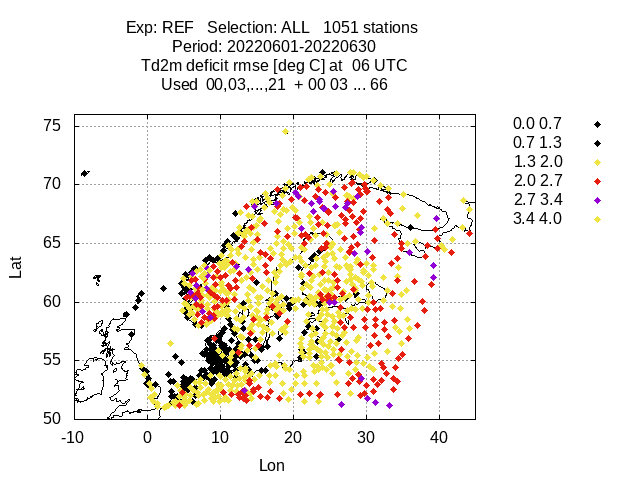 Exp: REF   Selection: ALL   1051 stations
Period: 20220601-20220630
Td2m deficit rmse [deg C] at  06 UTC
Used  00,03,...,21  + 00 03 ... 66
0.0 0.7
0.7 1.3
1.3 2.0
2.0 2.7
2.7 3.4
3.4 4.0
75
70
65
60
55
50
Lat
-10 0 10 20 30 40
Lon